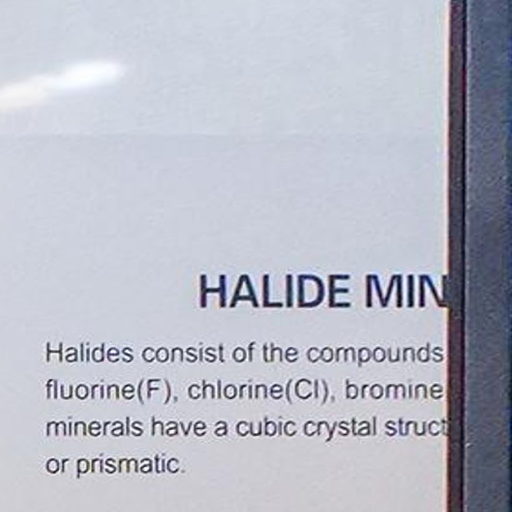 HALIDE MIN
Halides consist of the compounds
fluorine(F), chlorine(Cl), bromine
minerals have a cubic crystal struct
or prismatic.